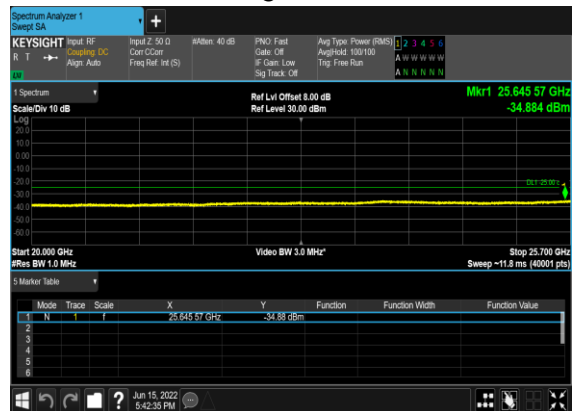 Spectrum Analyzer 1
Swept SA
+
KEYSIGHT Input: RF Input Z: 50 Ω #Atten: 40 dB PNO: Fast Avg Type: Power (RMS) 1 2 3 4 5 6
R T Coupling: DC Corr CCorr Gate: Off Avg|Hold: 100/100 A W W W W W
Align: Auto Freq Ref: Int (S) IF Gain: Low Trig: Free Run
Sig Track: Off A N N N N N
1 Spectrum Ref Lvl Offset 8.00 dB Mkr1 25.645 57 GHz
Scale/Div 10 dB Ref Level 30.00 dBm -34.884 dBm
Log
20.0
10.0
0.00
-10.0
-20.0 DL1
-30.0
-40.0
-50.0
-60.0
Start 20.000 GHz Video BW 3.0 MHz* Stop 25.700 GHz
#Res BW 1.0 MHz Sweep ~11.8 ms (40001 pts)
5 Marker Table
Mode Trace Scale X Y Function Function Width Function Value
1 N 1 f 25.645 57 GHz -34.88 dBm
2
3
4
5
6
? Jun 15, 2022
5:42:35 PM